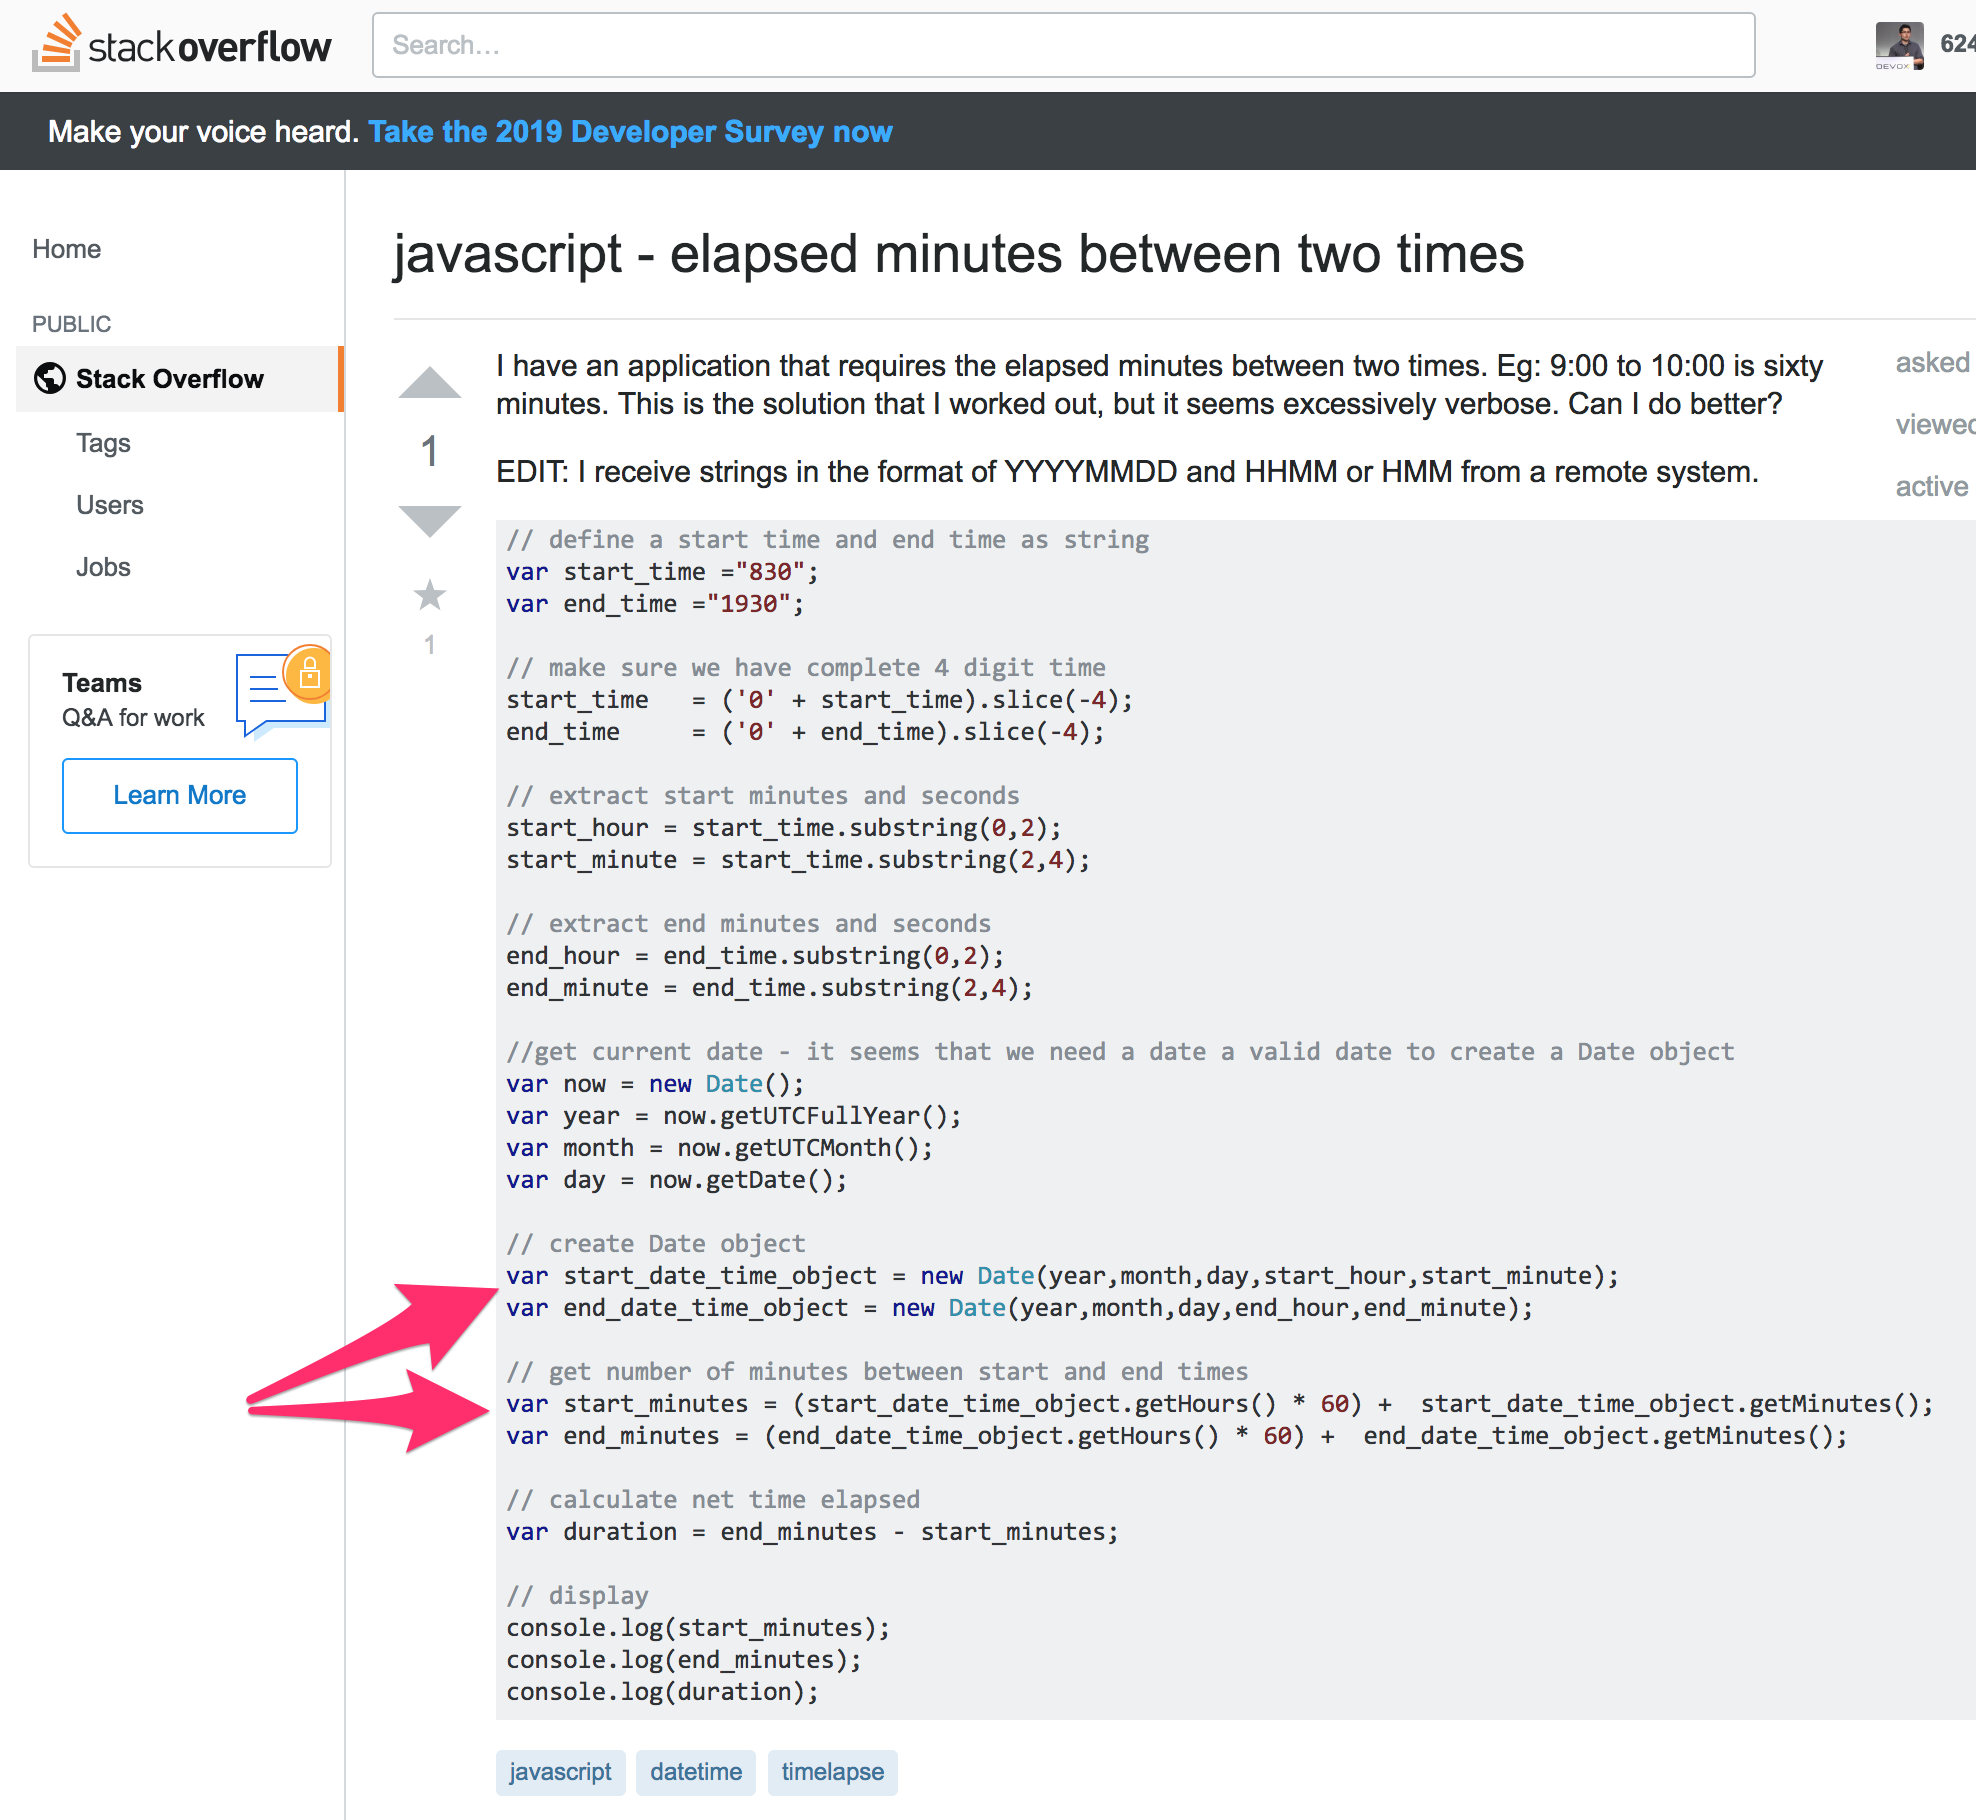 stackoverflow
Search...
624
Make your voice heard. Take the 2019 Developer Survey now
Home
PUBLIC
Stack Overflow
Tags
Users
Jobs
Teams
Q&A for work
Learn More
javascript - elapsed minutes between two times
1
1
I have an application that requires the elapsed minutes between two times. Eg: 9:00 to 10:00 is sixty
minutes. This is the solution that I worked out, but it seems excessively verbose. Can I do better?
EDIT: I receive strings in the format of YYYYMMDD and HHMM or HMM from a remote system.
asked
viewed
active
// define a start time and end time as string
var start_time ="830";
var end_time ="1930";
// make sure we have complete 4 digit time
start_time   = ('0' + start_time).slice(-4);
end_time     = ('0' + end_time).slice(-4);
// extract start minutes and seconds
start_hour = start_time.substring(0,2);
start_minute = start_time.substring(2,4);
// extract end minutes and seconds
end_hour = end_time.substring(0,2);
end_minute = end_time.substring(2,4);
//get current date - it seems that we need a date a valid date to create a Date object
var now = new Date();
var year = now.getUTCFullYear();
var month = now.getUTCMonth();
var day = now.getDate();
// create Date object
var start_date_time_object = new Date(year,month,day,start_hour,start_minute);
var end_date_time_object = new Date(year,month,day,end_hour,end_minute);
// get number of minutes between start and end times
var start_minutes = (start_date_time_object.getHours() * 60) +  start_date_time_object.getMinutes();
var end_minutes = (end_date_time_object.getHours() * 60) +  end_date_time_object.getMinutes();
// calculate net time elapsed
var duration = end_minutes - start_minutes;
// display
console.log(start_minutes);
console.log(end_minutes);
console.log(duration);
javascript
datetime
timelapse